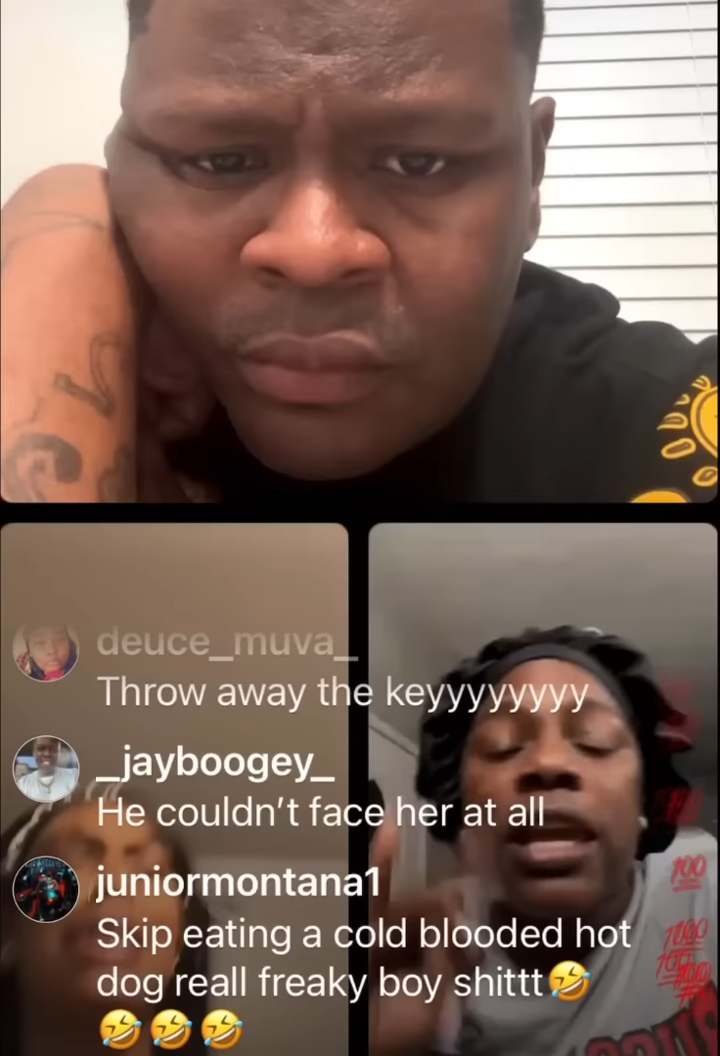 deuce_muva_
Throw away the keyyyyyyyy
_jayboogey_
He couldn't face her at all
juniormontana1
Skip eating a cold blooded hot
dog reall freaky boy shittt🤣
🤣🤣🤣
💯
💯